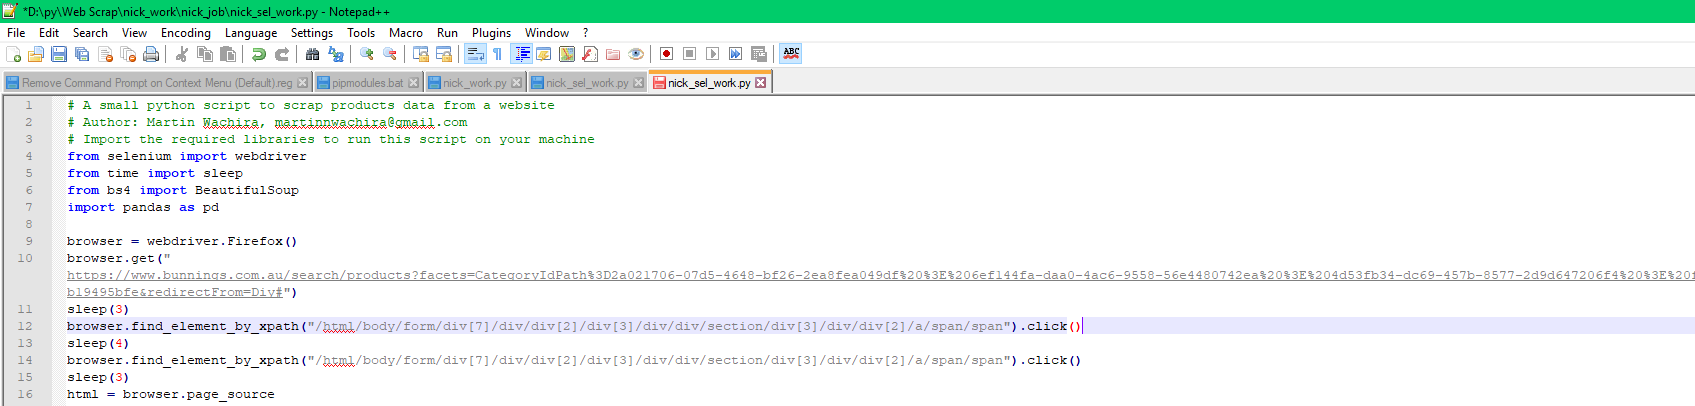 *D:\py\Web Scrap\nick_work\nick_job\nick_sel_work.py - Notepad++
File Edit Search View Encoding Language Settings Tools Macro Run Plugins Window ?
Remove Command Prompt on Context Menu (Default).reg pipmodules.bat nick_work.py nick_sel_work.py nick_sel_work.py
1 # A small python script to scrap products data from a website
2 # Author: Martin Wachira, martinnwachira@gmail.com
3 # Import the required libraries to run this script on your machine
4 from selenium import webdriver
5 from time import sleep
6 from bs4 import BeautifulSoup
7 import pandas as pd
8
9 browser = webdriver.Firefox()
10 browser.get("
https://www.bunnings.com.au/search/products?facets=CategoryIdPath%3D2a021706-07d5-4648-bf26-2ea8fea049df%20%3E%206ef144fa-daa0-4ac6-9558-56e4480742ea%20%3E%204d53fb34-dc69-457b-8577-2d9d647206f4%20%3E%20
b19495bfe&redirectFrom=Diy#")
11 sleep(3)
12 browser.find_element_by_xpath("/html/body/form/div[7]/div/div[2]/div[3]/div/div/section/div[3]/div/div[2]/a/span/span").click()
13 sleep(4)
14 browser.find_element_by_xpath("/html/body/form/div[7]/div/div[2]/div[3]/div/div/section/div[3]/div/div[2]/a/span/span").click()
15 sleep(3)
16 html = browser.page_source